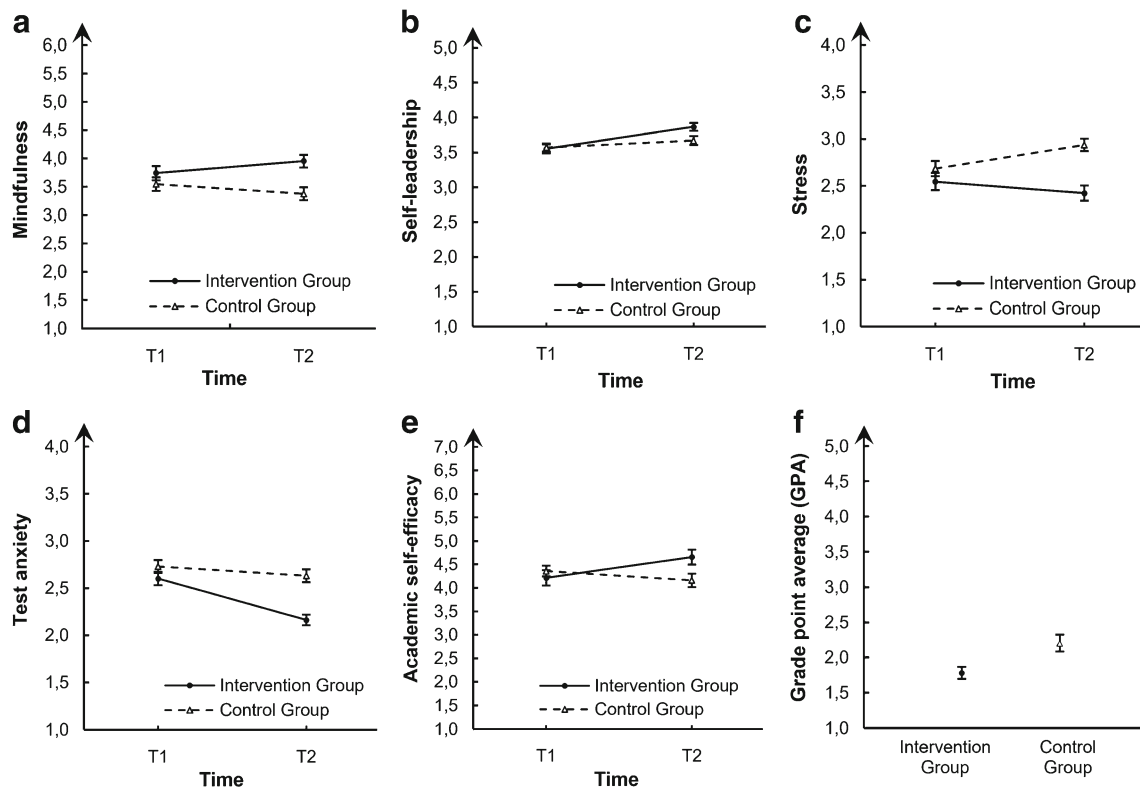 a
Mindfulness
6,0
5,5
5,0
4,5
4,0
3,5
3,0
2,5
2,0
1,5
1,0
Intervention Group
Control Group
T1 T2
Time
b
Self-leadership
5,0
4,5
4,0
3,5
3,0
2,5
2,0
1,5
1,0
Intervention Group
Control Group
T1 T2
Time
c
Stress
4,0
3,5
3,0
2,5
2,0
1,5
1,0
Intervention Group
Control Group
T1 T2
Time
d
Test anxiety
4,0
3,5
3,0
2,5
2,0
1,5
1,0
Intervention Group
Control Group
T1 T2
Time
e
Academic self-efficacy
7,0
6,5
6,0
5,5
5,0
4,5
4,0
3,5
3,0
2,5
2,0
1,5
1,0
Intervention Group
Control Group
T1 T2
Time
f
Grade point average (GPA)
5,0
4,5
4,0
3,5
3,0
2,5
2,0
1,5
1,0
Intervention Control
Group Group